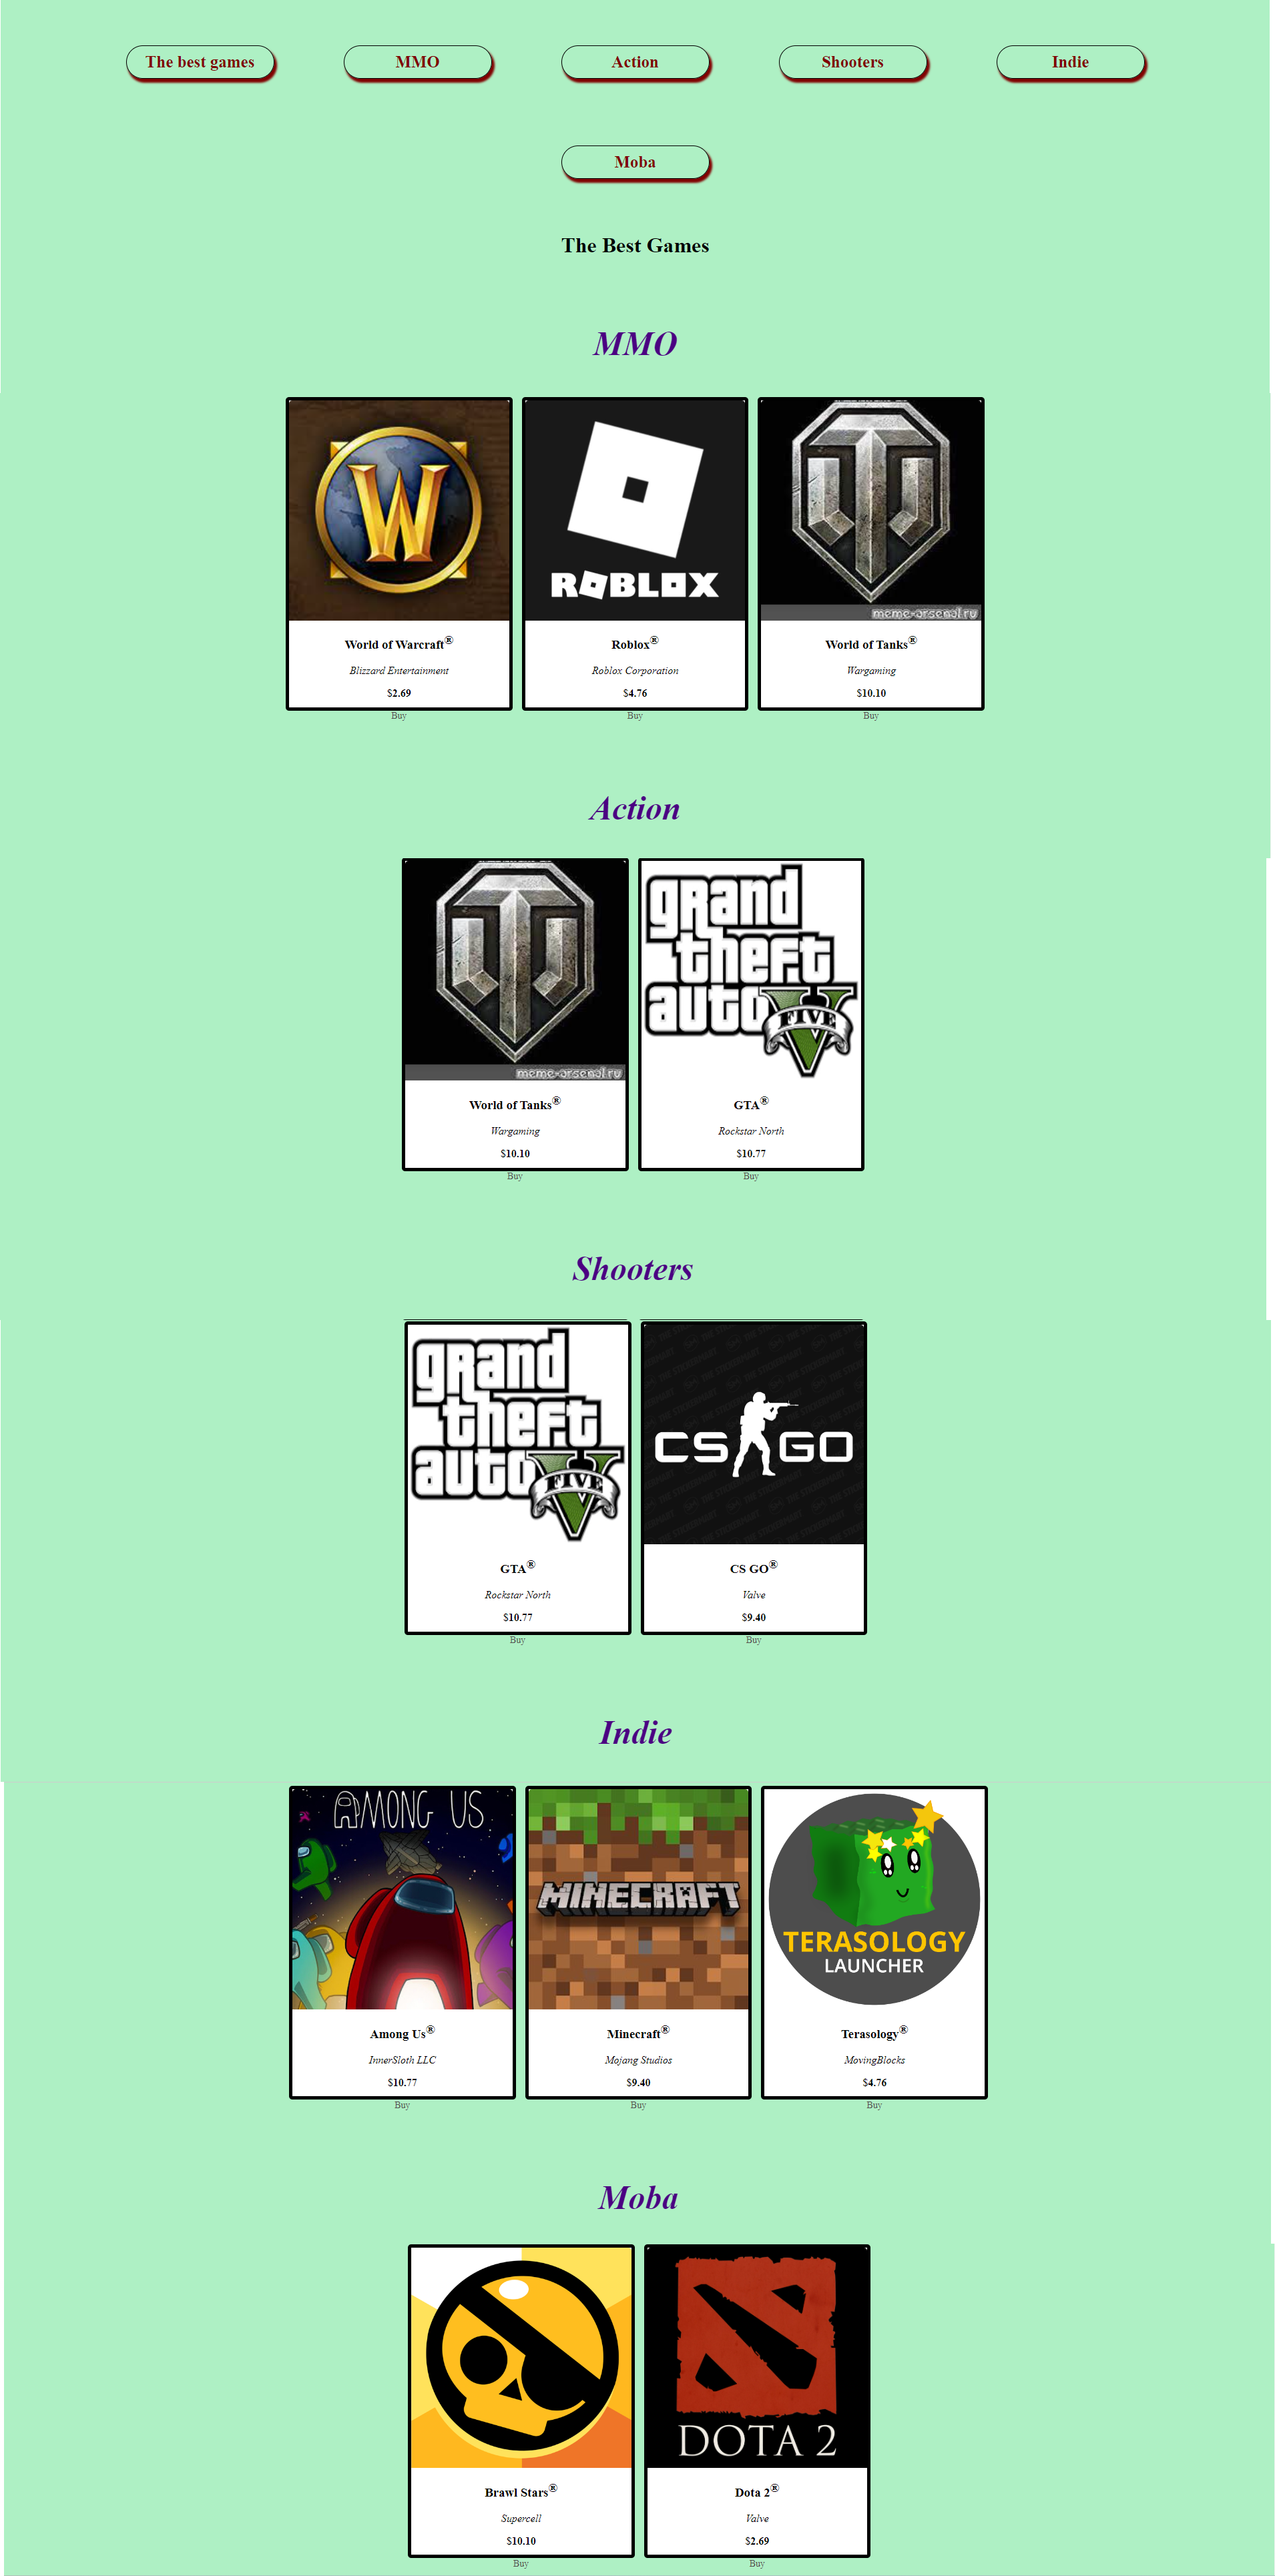 The best games
MMO
Action
Shooters
Indie
Moba
The Best Games
MMO
ROBLOX
meme-arsenal.ru
World of Warcraft®
Roblox®
World of Tanks®
Blizzard Entertainment
Roblox Corporation
Wargaming
$2.69
$4.76
$10.10
Buy
Buy
Buy
Action
grand
theft
auto
FIVE
meme-arsenal.ru
World of Tanks®
GTA®
Wargaming
Rockstar North
$10.10
$10.77
Buy
Buy
Shooters
grand
theft
auto
FIVE
CS GO
GTA®
CS GO®
Rockstar North
Valve
$10.77
$9.40
Buy
Buy
Indie
AMONG US
MINECRAFT
TERASOLOGY
LAUNCHER
Among Us®
Minecraft®
Terasology®
InnerSloth LLC
Mojang Studios
MovingBlocks
$10.77
$9.40
$4.76
Buy
Buy
Buy
Moba
DOTA 2
Brawl Stars®
Dota 2®
Supercell
Valve
$10.10
$2.69
Buy
Buy